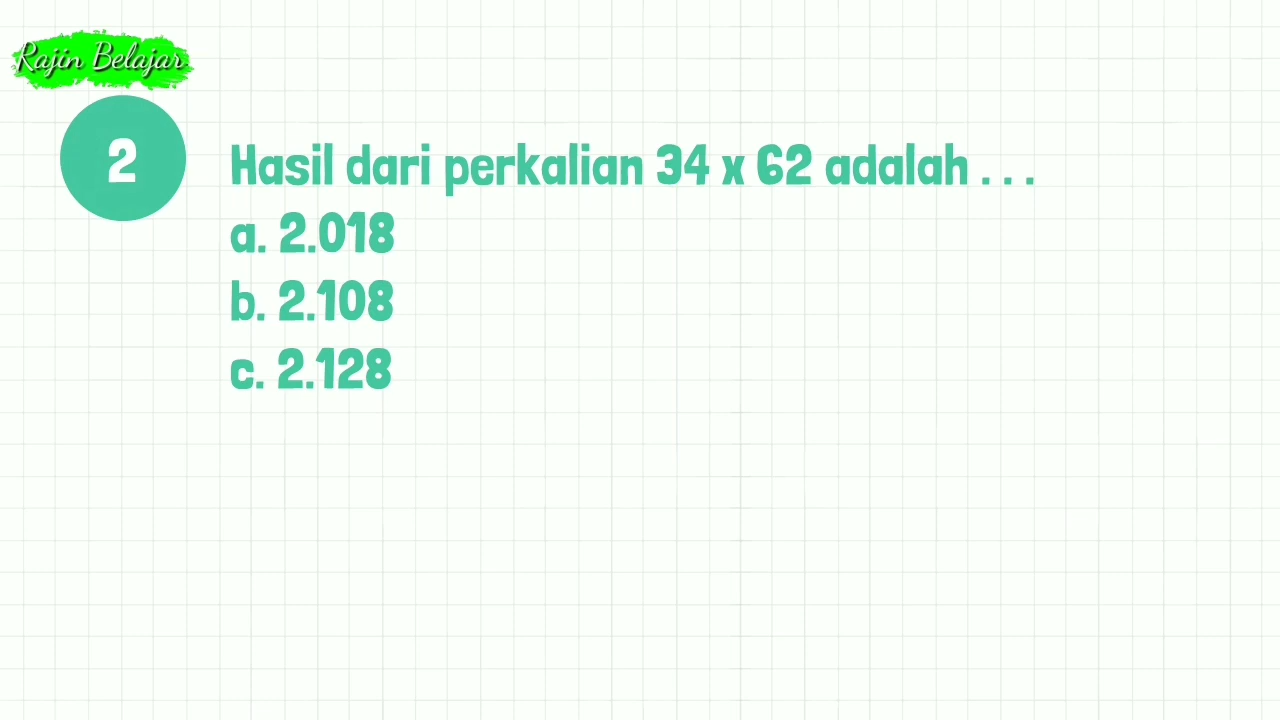 Rajin Belajar
2
Hasil dari perkalian 34 x 62 adalah . . .
a. 2.018
b. 2.108
c. 2.128